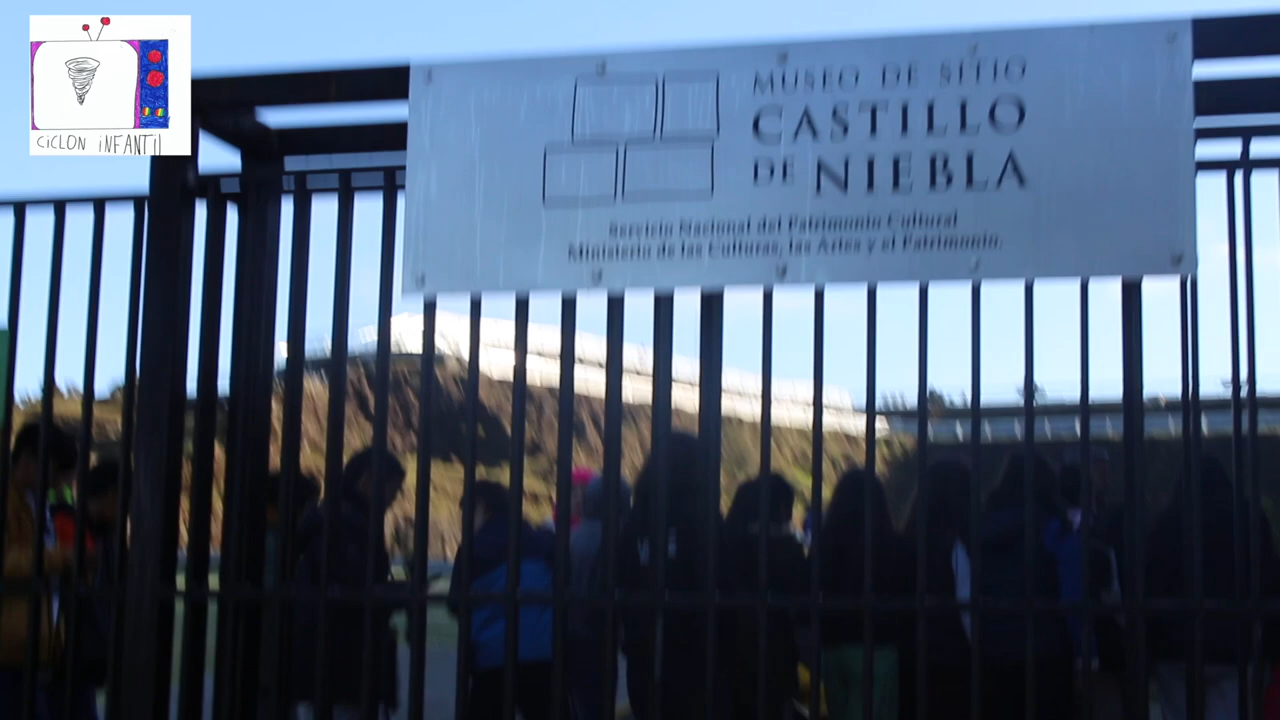 CiCLON iNFANTil
MUSEO DE SITIO
CASTILLO
DE NIEBLA
Servicio Nacional del Patrimonio Cultural
Ministerio de las Culturas, las Artes y el Patrimonio.